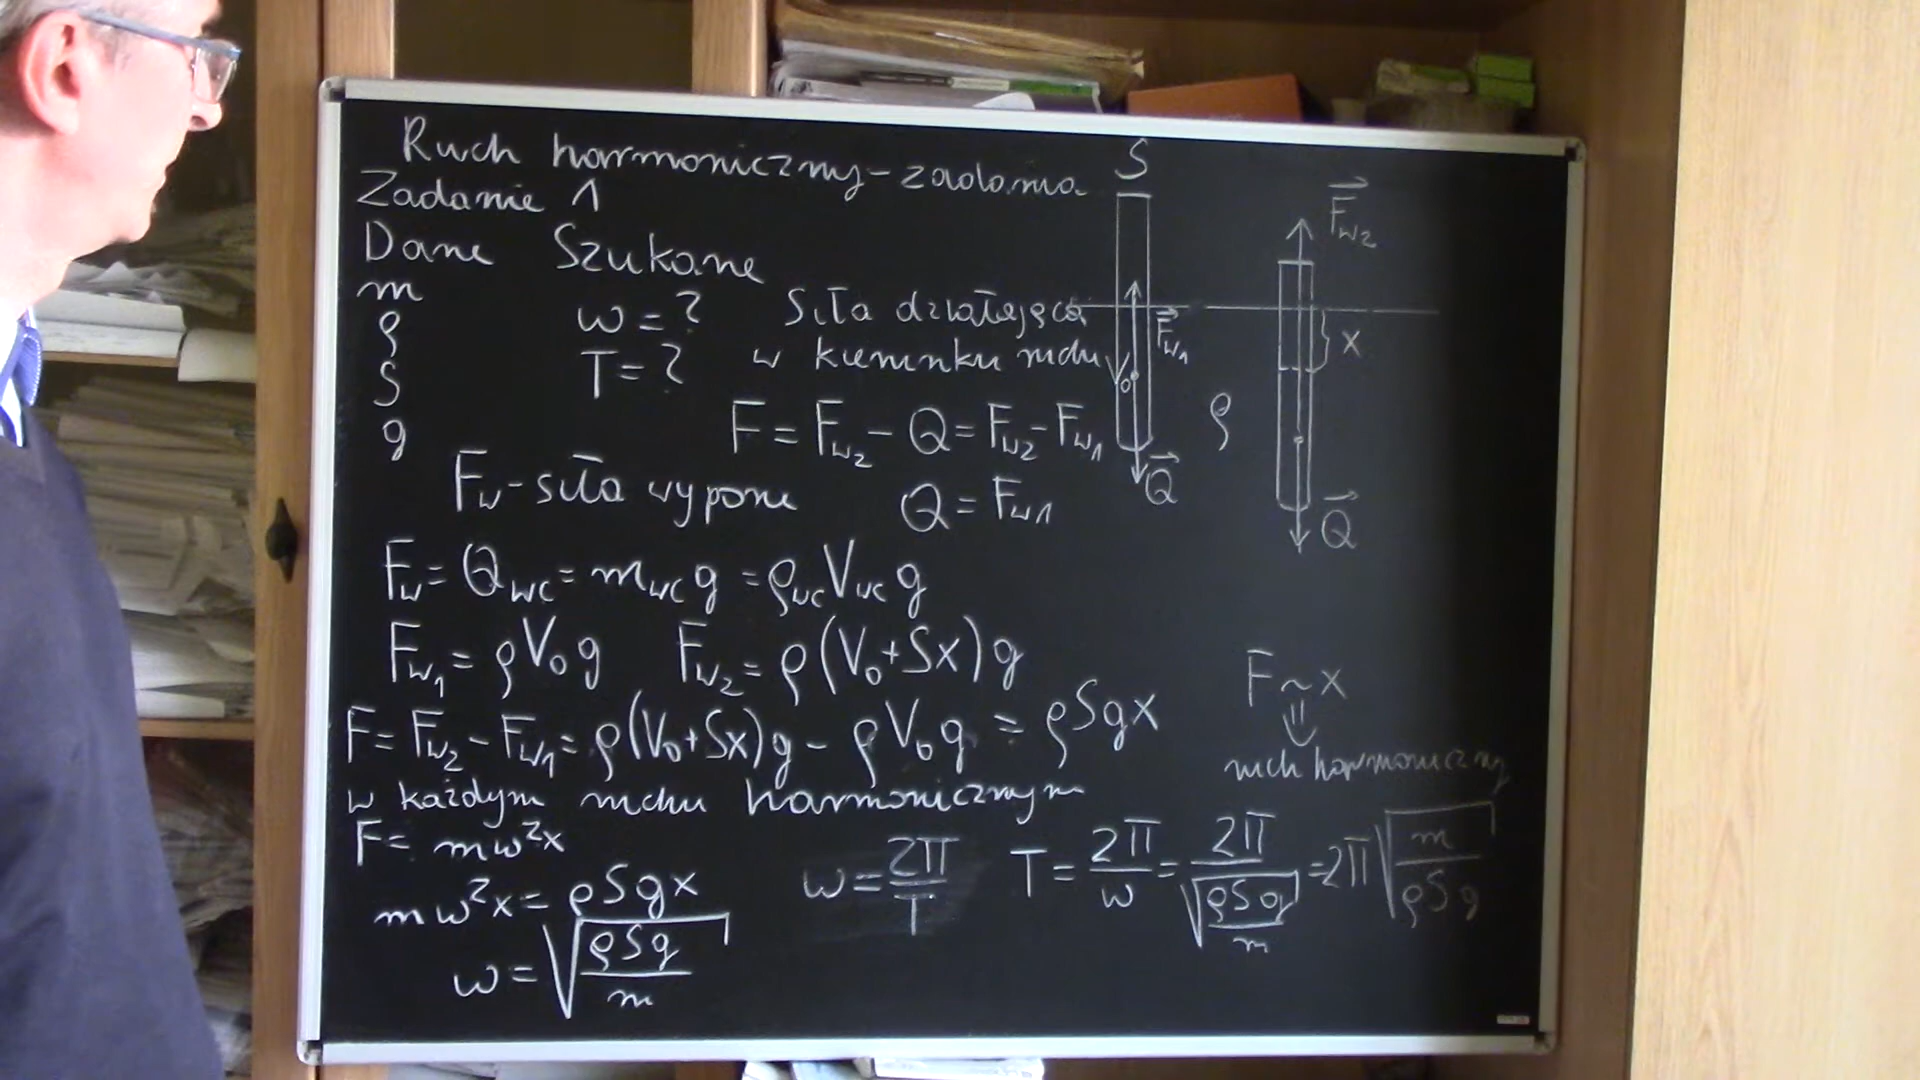 Ruch harmoniczny - zadania
Zadanie 1
Dane Szukane
m
ρ
S
g
ω = ?
T = ?
Siła działająca
w kierunku ruchu
F = Fw2 - Q = Fw2 - Fw1
Fw - siła wyporu Q = Fw1
Fw = Qwc = mwc g = ρwc Vwc g
Fw1 = ρV₀g Fw2 = ρ(V₀+Sx)g
F = Fw2 - Fw1 = ρ(V₀+Sx)g - ρV₀g = ρSgx
w każdym ruchu harmonicznym
F = mω²x
mω²x = ρSgx
ω = √(ρSg/m)
ω = 2π/T T = 2π/ω = 2π/√(ρSg/m) = 2π√(m/ρSg)
S
V₀
Fw1
Q
ρ
Fw2
x
Q
F ~ x
⇓
ruch harmoniczny